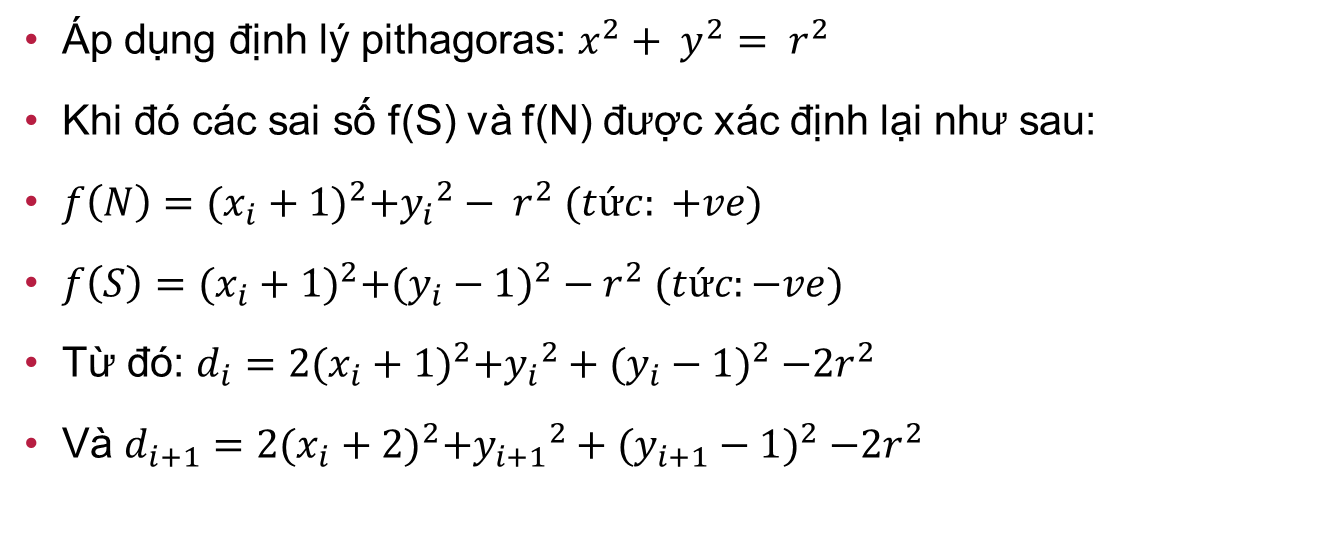 • Áp dụng định lý pithagoras: 𝑥² + 𝑦² = 𝑟²
• Khi đó các sai số f(S) và f(N) được xác định lại như sau:
• 𝑓(𝑁) = (𝑥ᵢ + 1)²+𝑦ᵢ² − 𝑟² (𝑡ức: +𝑣𝑒)
• 𝑓(𝑆) = (𝑥ᵢ + 1)²+(𝑦ᵢ − 1)² − 𝑟² (𝑡ức: −𝑣𝑒)
• Từ đó: 𝑑ᵢ = 2(𝑥ᵢ + 1)²+𝑦ᵢ² + (𝑦ᵢ − 1)² −2𝑟²
• Và 𝑑ᵢ₊₁ = 2(𝑥ᵢ + 2)²+𝑦ᵢ₊₁² + (𝑦ᵢ₊₁ − 1)² −2𝑟²